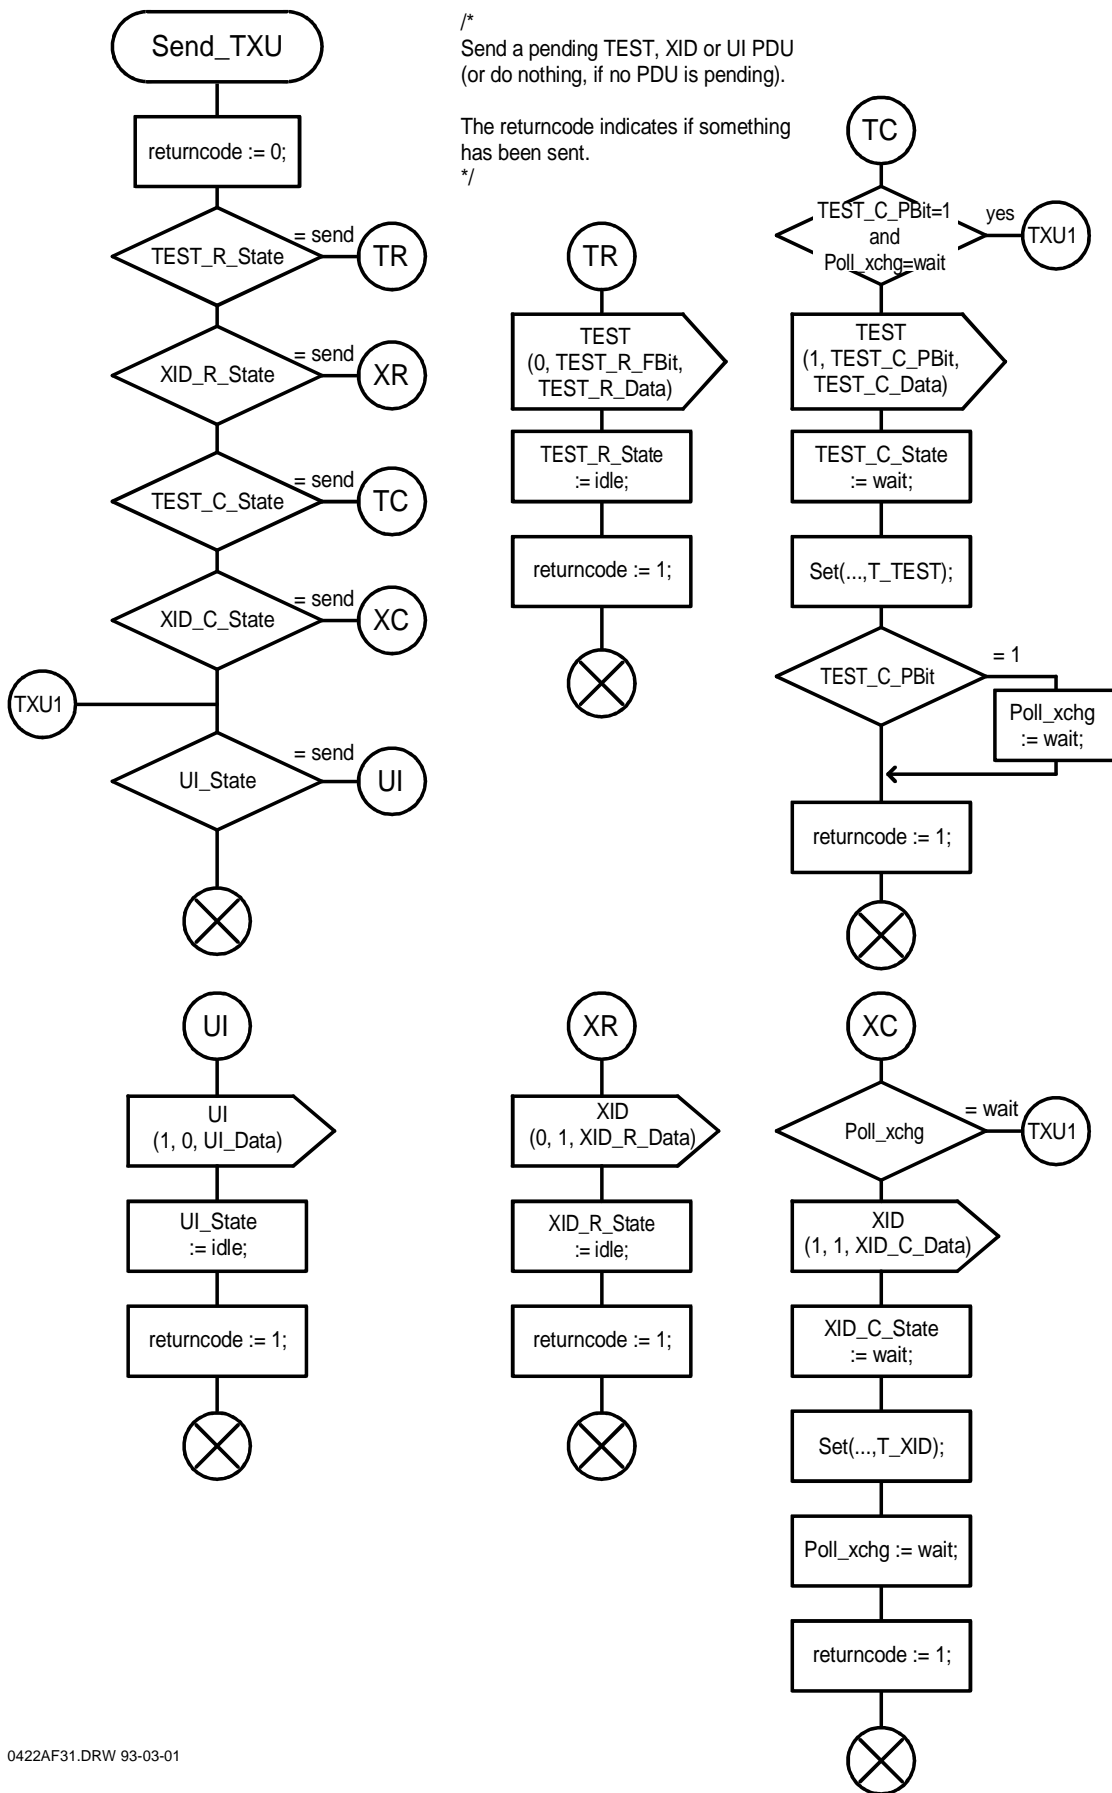 Send_TXU
/*
Send a pending TEST, XID or UI PDU
(or do nothing, if no PDU is pending).
The returncode indicates if something
has been sent.
*/
returncode := 0;
TEST_R_State
= send
TR
XID_R_State
= send
XR
TEST_C_State
= send
TC
XID_C_State
= send
XC
TXU1
UI_State
= send
UI
TR
TEST
(0, TEST_R_FBit,
TEST_R_Data)
TEST_R_State
:= idle;
returncode := 1;
TC
TEST_C_PBit=1
and
Poll_xchg=wait
yes
TXU1
TEST
(1, TEST_C_PBit,
TEST_C_Data)
TEST_C_State
:= wait;
Set(...,T_TEST);
TEST_C_PBit
= 1
Poll_xchg
:= wait;
returncode := 1;
UI
UI
(1, 0, UI_Data)
UI_State
:= idle;
returncode := 1;
XR
XID
(0, 1, XID_R_Data)
XID_R_State
:= idle;
returncode := 1;
XC
Poll_xchg
= wait
TXU1
XID
(1, 1, XID_C_Data)
XID_C_State
:= wait;
Set(...,T_XID);
Poll_xchg := wait;
returncode := 1;
0422AF31.DRW 93-03-01